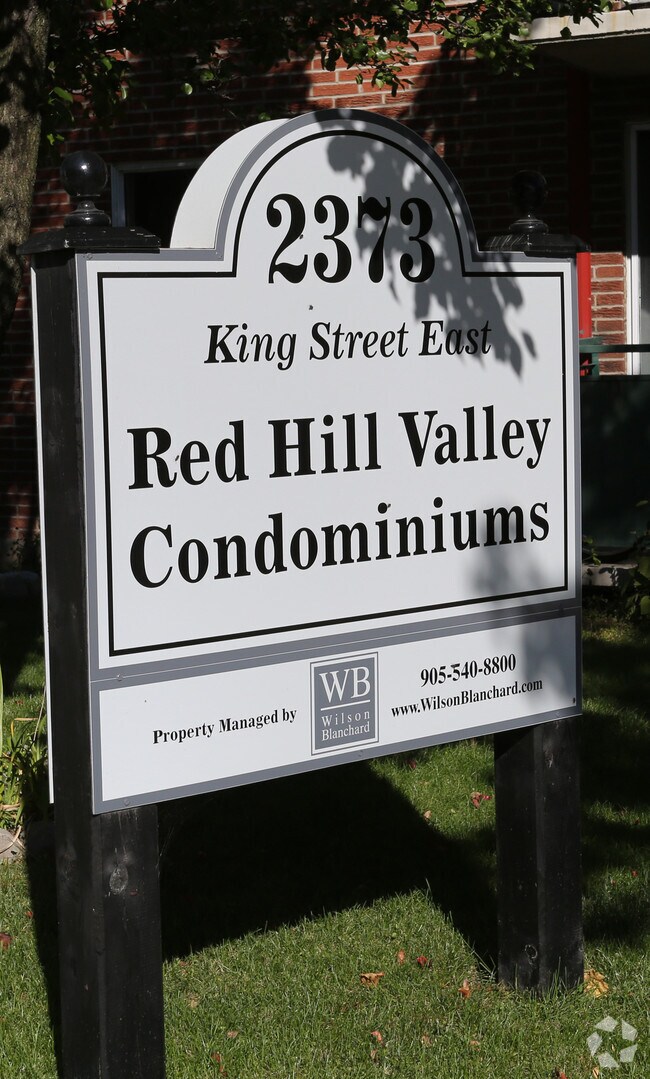 2373
King Street East
Red Hill Valley
Condominiums
Property Managed by
WB
Wilson
Blanchard
905-540-8800
www.WilsonBlanchard.com